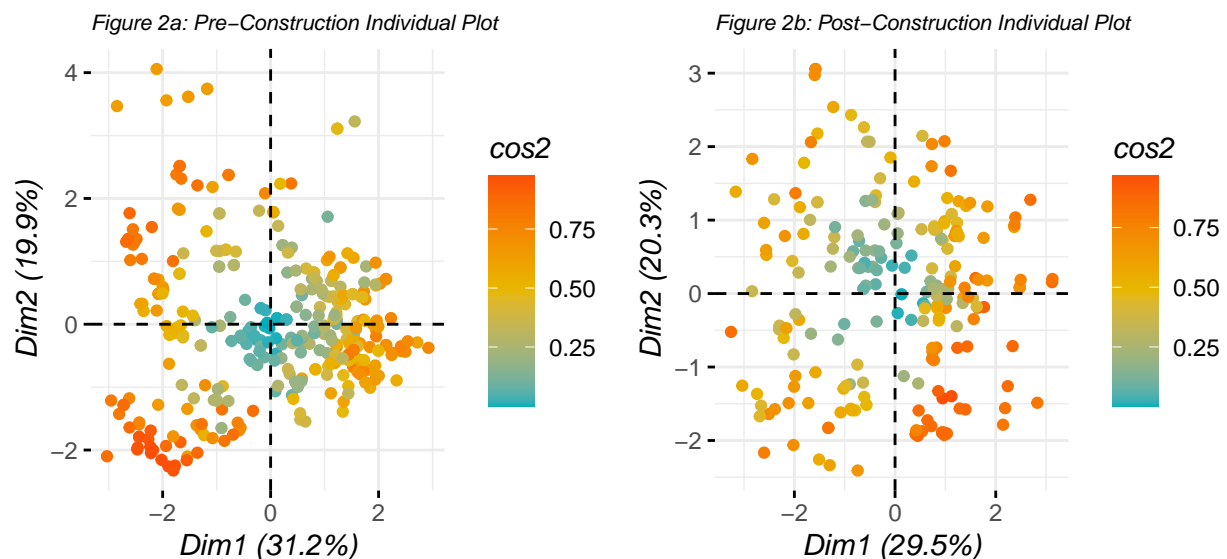 Figure 2a: Pre−Construction Individual Plot
4
2
0
−2
−2
0
2
Dim1 (31.2%)
Dim2 (19.9%)
cos2
0.75
0.50
0.25
Figure 2b: Post−Construction Individual Plot
3
2
1
0
−1
−2
−2
0
2
Dim1 (29.5%)
Dim2 (20.3%)
cos2
0.75
0.50
0.25